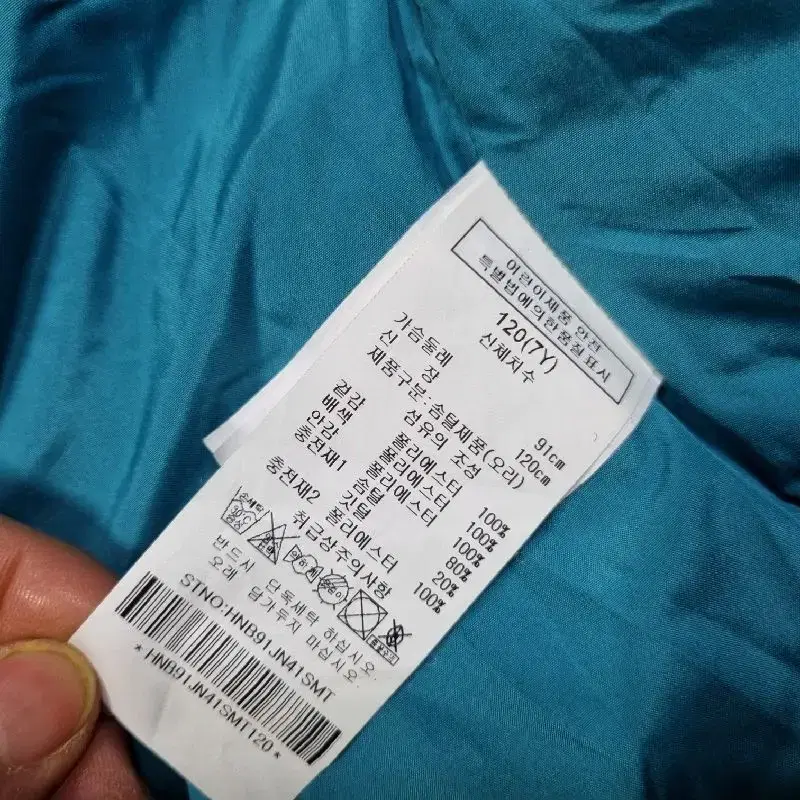 어린이제품 안전
특별법에의한품질표시
120(7Y)
신체치수
가슴둘레 91cm
신 장 120cm
제품구분:솜털제품(오리)
섬유의 조성
겉감 폴리에스터 100%
배색 폴리에스터 100%
안감 폴리에스터 100%
충전재1 솜털 80%
깃털 20%
충전재2 폴리에스터 100%
취급상주의사항
손세탁
30℃
중성
반드시 단독세탁 하십시오.
오래 담가두지 마십시오.
STNO:HNB91JN41SMT
*HNB91JN41SMT120*